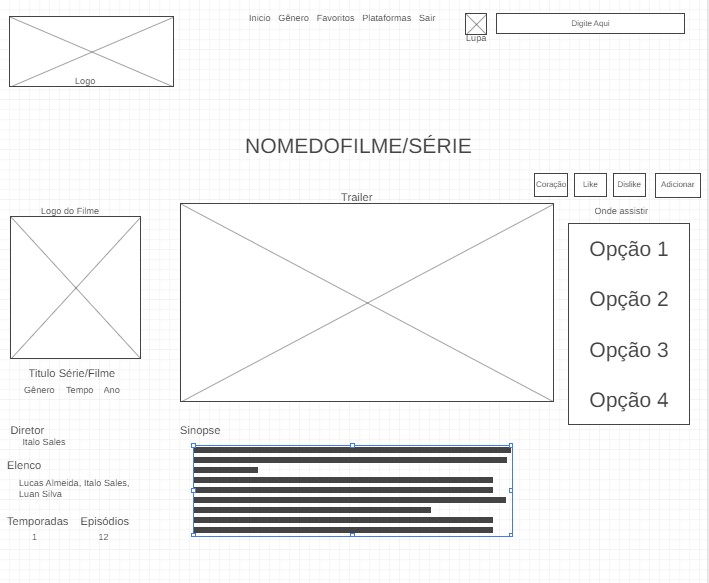 Inicio Gênero Favoritos Plataformas Sair
Digite Aqui
Lupa
Logo
NOMEDOFILME/SÉRIE
Coração Like Dislike Adicionar
Trailer
Logo do Filme
Onde assistir
Opção 1
Opção 2
Opção 3
Opção 4
Titulo Série/Filme
Gênero Tempo Ano
Diretor
Italo Sales
Sinopse
Elenco
Lucas Almeida, Italo Sales,
Luan Silva
Temporadas Episódios
1 12